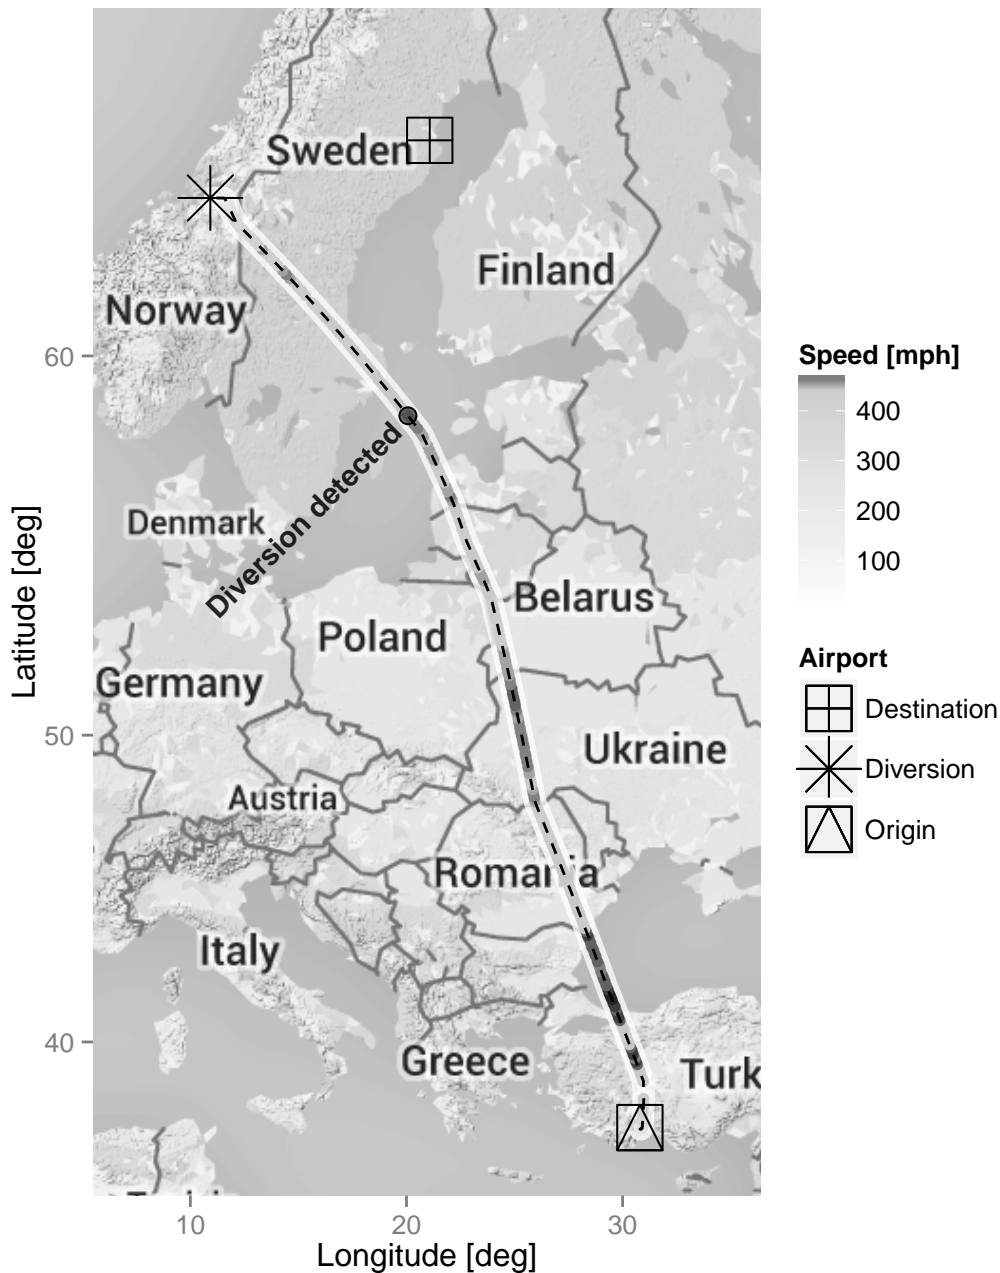 Sweden
Finland
Norway
60
Speed [mph]
400
300
200
100
Diversion detected
Denmark
Belarus
Poland
Germany
Latitude [deg]
Airport
Destination
Diversion
Origin
50
Ukraine
Austria
Romania
Italy
40
Greece
Turk
10
20
30
Longitude [deg]